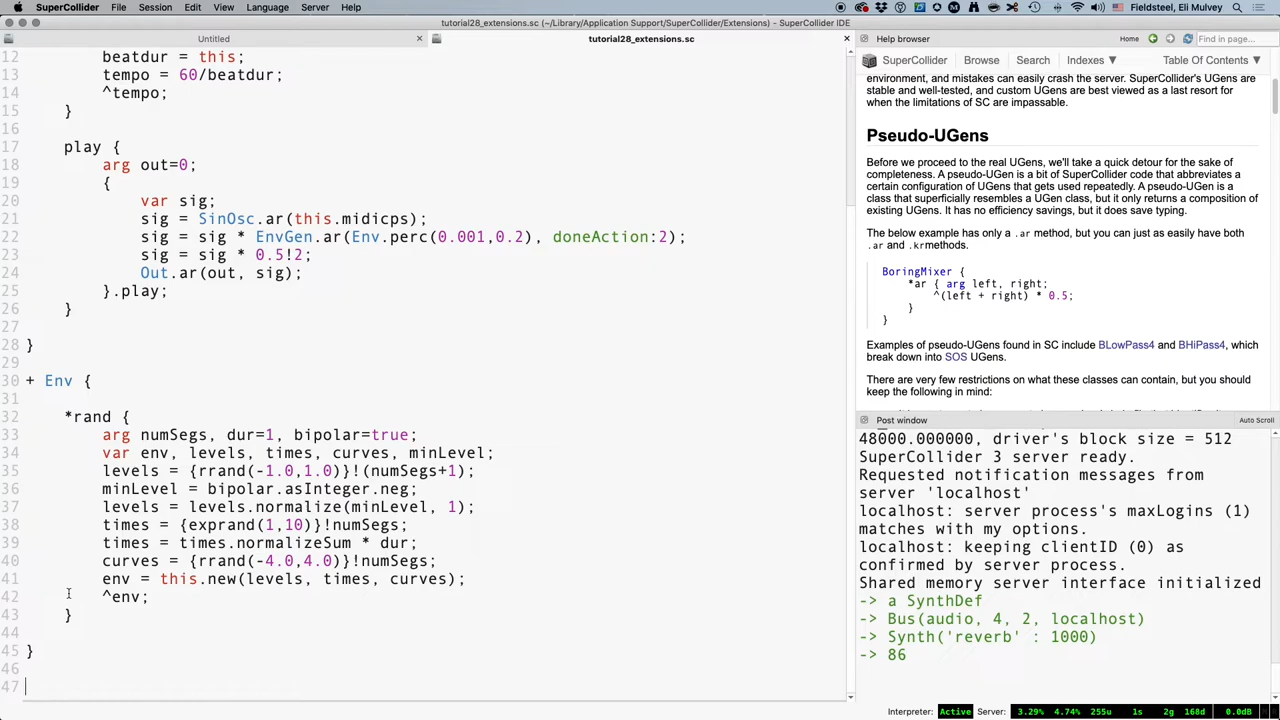 SuperCollider File Session Edit View Language Server Help Fieldsteel, Eli Mulvey
tutorial28_extensions.sc (~/Library/Application Support/SuperCollider/Extensions) - SuperCollider IDE
Untitled
tutorial28_extensions.sc
12 beatdur = this;
13 tempo = 60/beatdur;
14 ^tempo;
15 }
16
17 play {
18 arg out=0;
19 {
20 var sig;
21 sig = SinOsc.ar(this.midicps);
22 sig = sig * EnvGen.ar(Env.perc(0.001,0.2), doneAction:2);
23 sig = sig * 0.5!2;
24 Out.ar(out, sig);
25 }.play;
26 }
27
28 }
29
30 + Env {
31
32 *rand {
33 arg numSegs, dur=1, bipolar=true;
34 var env, levels, times, curves, minLevel;
35 levels = {rrand(-1.0,1.0)}!(numSegs+1);
36 minLevel = bipolar.asInteger.neg;
37 levels = levels.normalize(minLevel, 1);
38 times = {exprand(1,10)}!numSegs;
39 times = times.normalizeSum * dur;
40 curves = {rrand(-4.0,4.0)}!numSegs;
41 env = this.new(levels, times, curves);
42 ^env;
43 }
44
45 }
46
47
Help browser Home Find in page...
SuperCollider Browse Search Indexes ▼ Table Of Contents ▼
environment, and mistakes can easily crash the server. SuperCollider's UGens are
stable and well-tested, and custom UGens are best viewed as a last resort for
when the limitations of SC are impassable.
Pseudo-UGens
Before we proceed to the real UGens, we'll take a quick detour for the sake of
completeness. A pseudo-UGen is a bit of SuperCollider code that abbreviates a
certain configuration of UGens that gets used repeatedly. A pseudo-UGen is a
class that superficially resembles a UGen class, but it only returns a composition of
existing UGens. It has no efficiency savings, but it does save typing.
The below example has only a .ar method, but you can just as easily have both
.ar and .krmethods.
BoringMixer {
*ar { arg left, right;
^(left + right) * 0.5;
}
}
Examples of pseudo-UGens found in SC include BLowPass4 and BHiPass4, which
break down into SOS UGens.
There are very few restrictions on what these classes can contain, but you should
keep the following in mind:
Post window Auto Scroll
48000.000000, driver's block size = 512
SuperCollider 3 server ready.
Requested notification messages from
server 'localhost'
localhost: server process's maxLogins (1)
matches with my options.
localhost: keeping clientID (0) as
confirmed by server process.
Shared memory server interface initialized
-> a SynthDef
-> Bus(audio, 4, 2, localhost)
-> Synth('reverb' : 1000)
-> 86
Interpreter: Active Server: 3.29% 4.74% 255u 1s 2g 168d 0.0dB